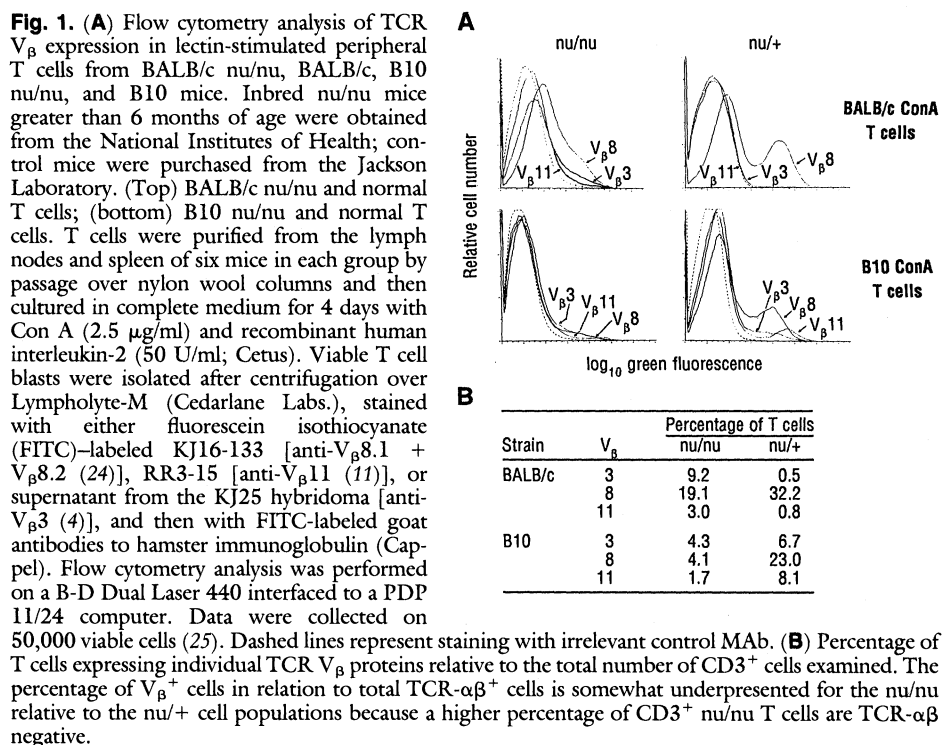 Fig. 1. (A) Flow cytometry analysis of TCR
Vβ expression in lectin-stimulated peripheral
T cells from BALB/c nu/nu, BALB/c, B10
nu/nu, and B10 mice. Inbred nu/nu mice
greater than 6 months of age were obtained
from the National Institutes of Health; con-
trol mice were purchased from the Jackson
Laboratory. (Top) BALB/c nu/nu and normal
T cells; (bottom) B10 nu/nu and normal T
cells. T cells were purified from the lymph
nodes and spleen of six mice in each group by
passage over nylon wool columns and then
cultured in complete medium for 4 days with
Con A (2.5 μg/ml) and recombinant human
interleukin-2 (50 U/ml; Cetus). Viable T cell
blasts were isolated after centrifugation over
Lympholyte-M (Cedarlane Labs.), stained
with either fluorescein isothiocyanate
(FITC)–labeled KJ16-133 [anti-Vβ8.1 +
Vβ8.2 (24)], RR3-15 [anti-Vβ11 (11)], or
supernatant from the KJ25 hybridoma [anti-
Vβ3 (4)], and then with FITC-labeled goat
antibodies to hamster immunoglobulin (Cap-
pel). Flow cytometry analysis was performed
on a B-D Dual Laser 440 interfaced to a PDP
11/24 computer. Data were collected on
50,000 viable cells (25). Dashed lines represent staining with irrelevant control MAb. (B) Percentage of
T cells expressing individual TCR Vβ proteins relative to the total number of CD3+ cells examined. The
percentage of Vβ+ cells in relation to total TCR-αβ+ cells is somewhat underpresented for the nu/nu
relative to the nu/+ cell populations because a higher percentage of CD3+ nu/nu T cells are TCR-αβ
negative.
A
nu/nu nu/+
Relative cell number
Vβ8
Vβ11 Vβ3
Vβ8
Vβ11 Vβ3
BALB/c ConA
T cells
Vβ3
Vβ11
Vβ8
Vβ3
Vβ8
Vβ11
B10 ConA
T cells
log10 green fluorescence
B
Percentage of T cells
Strain Vβ nu/nu nu/+
BALB/c 3 9.2 0.5
8 19.1 32.2
11 3.0 0.8
B10 3 4.3 6.7
8 4.1 23.0
11 1.7 8.1